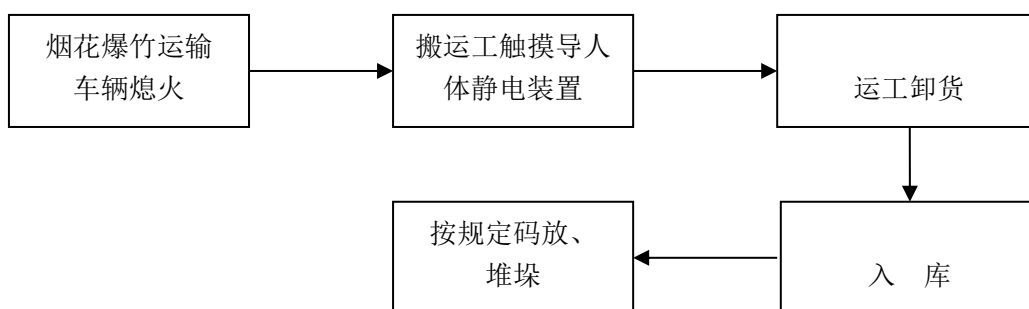 烟花爆竹运输
车辆熄火
搬运工触摸导人
体静电装置
运工卸货
按规定码放、
堆垛
入 库